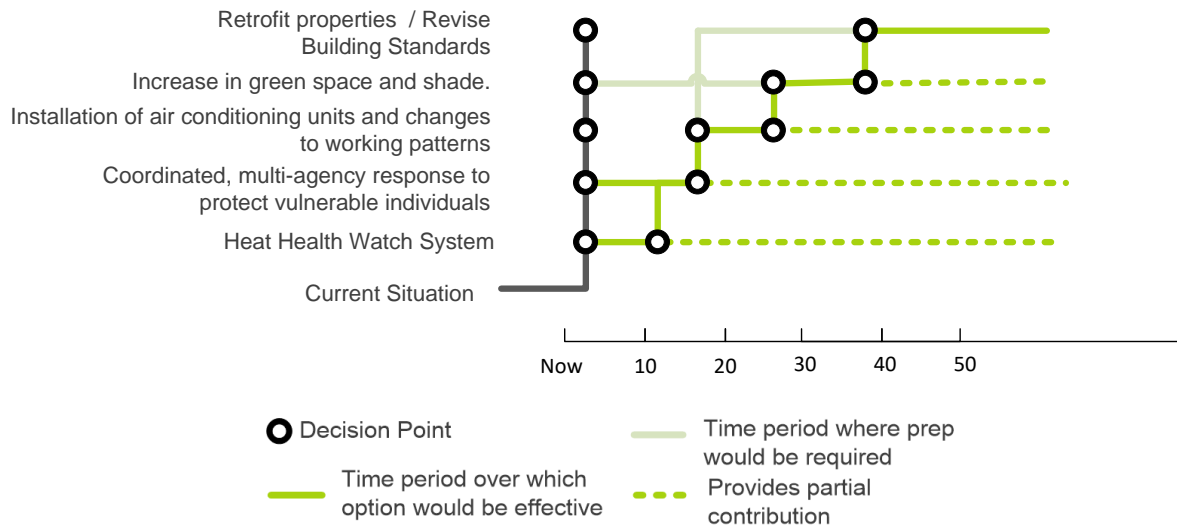 Retrofit properties / Revise
Building Standards
Increase in green space and shade.
Installation of air conditioning units and changes
to working patterns
Coordinated, multi-agency response to
protect vulnerable individuals
Heat Health Watch System
Current Situation
Now 10 20 30 40 50
Decision Point
Time period where prep
would be required
Time period over which
option would be effective
Provides partial
contribution